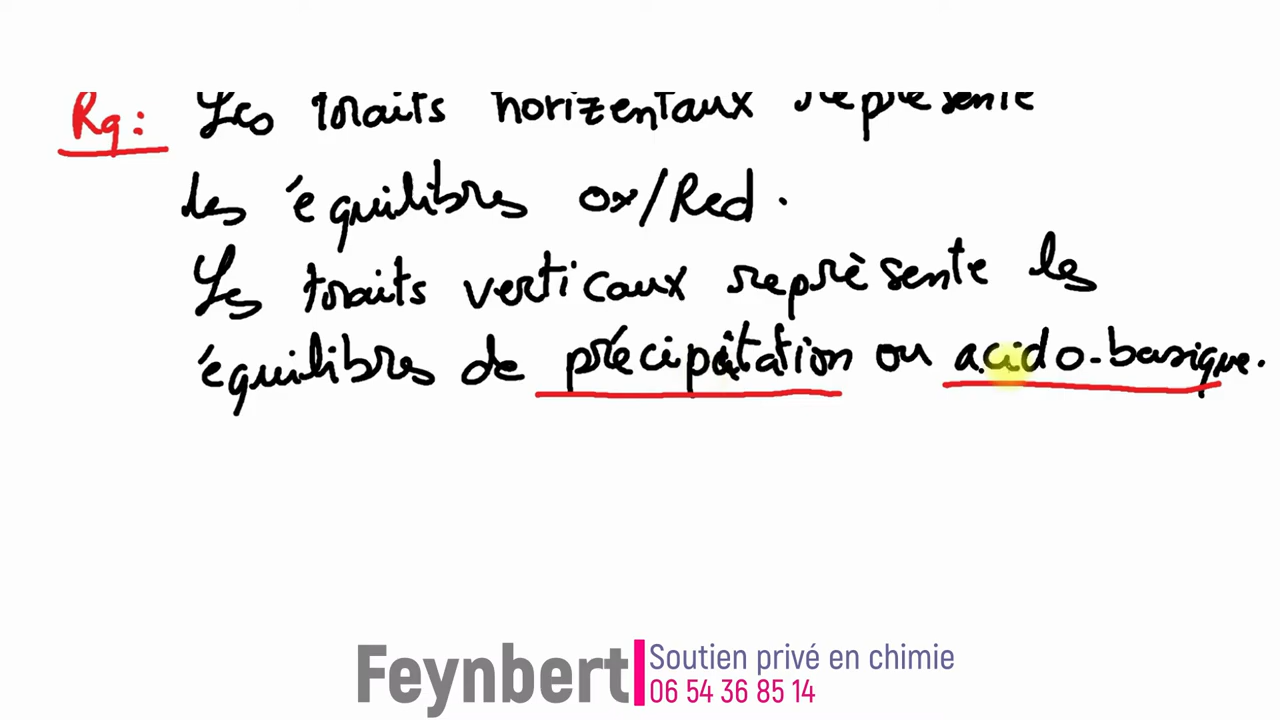 Rq: Les traits horizentaux représente
les équilibres ox/Red.
Les traits verticaux représente les
équilibres de précipitation ou acido-basique.
Feynbert
Soutien privé en chimie
06 54 36 85 14